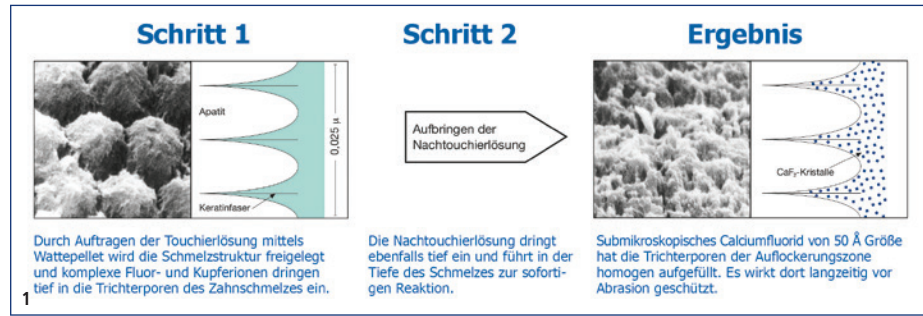 Schritt 1
Schritt 2
Ergebnis
Apatit
Keratinfaser
0,025 µ
Aufbringen der
Nachtouchierlösung
CaF₂-Kristalle
Durch Auftragen der Touchierlösung mittels
Wattepellet wird die Schmelzstruktur freigelegt
und komplexe Fluor- und Kupferionen dringen
tief in die Trichterporen des Zahnschmelzes ein.
Die Nachtouchierlösung dringt
ebenfalls tief ein und führt in der
Tiefe des Schmelzes zur soforti-
gen Reaktion.
Submikroskopisches Calciumfluorid von 50 Å Größe
hat die Trichterporen der Auflockerungszone
homogen aufgefüllt. Es wirkt dort langzeitig vor
Abrasion geschützt.
1